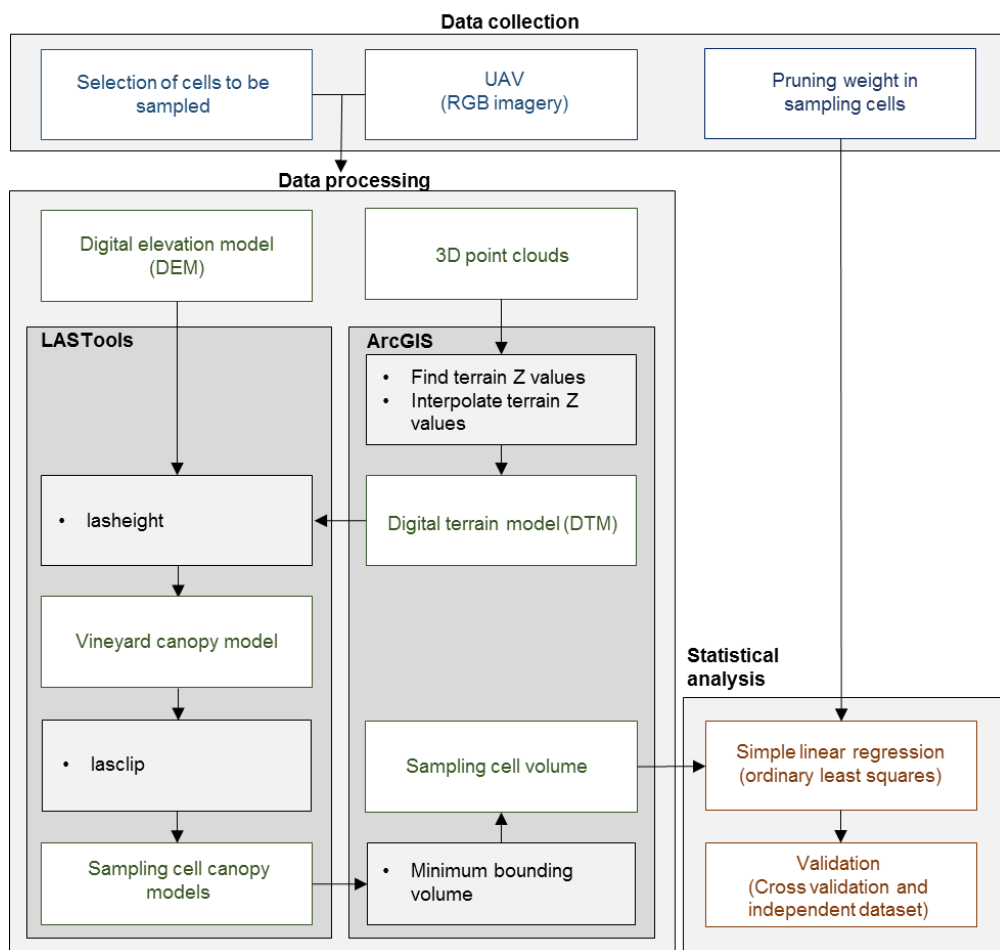 Data collection
Selection of cells to be
sampled
UAV
(RGB imagery)
Pruning weight in
sampling cells
Data processing
Digital elevation model
(DEM)
3D point clouds
LASTools
ArcGIS
• Find terrain Z values
• Interpolate terrain Z
values
• lasheight
Digital terrain model (DTM)
Vineyard canopy model
Statistical
analysis
• lasclip
Sampling cell volume
Simple linear regression
(ordinary least squares)
Sampling cell canopy
models
• Minimum bounding
volume
Validation
(Cross validation and
independent dataset)